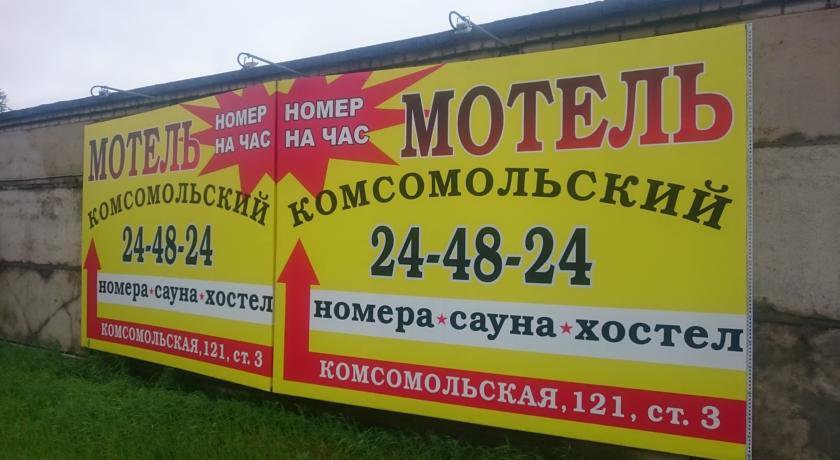 МОТЕЛЬ
НОМЕР
НА ЧАС
КОМСОМОЛЬСКИЙ
24-48-24
номера★сауна★хостел
КОМСОМОЛЬСКАЯ,121, ст. 3
НОМЕР
НА ЧАС
МОТЕЛЬ
КОМСОМОЛЬСКИЙ
24-48-24
номера★сауна★хостел
КОМСОМОЛЬСКАЯ,121, ст. 3